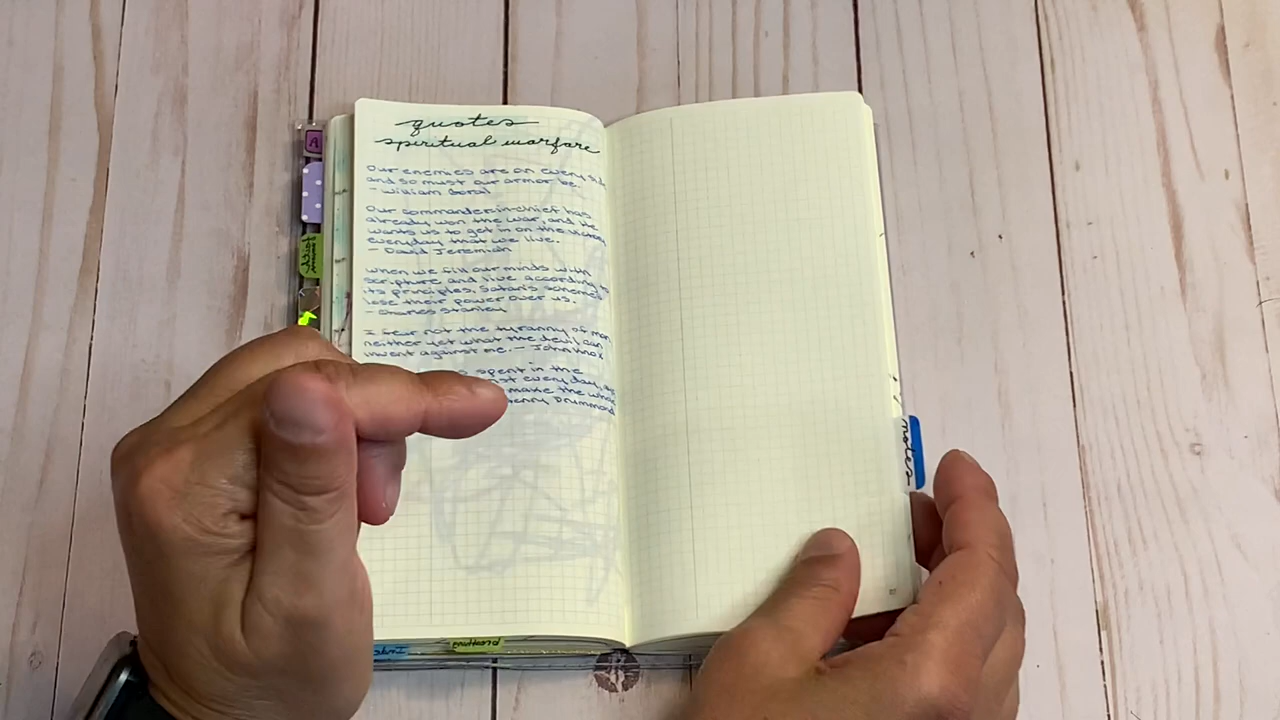 quotes
spiritual warfare
Our enemies are on every side
and so must our armor be.
- William Gurnal
Our commander-in-chief has
already won the war, and He
wants us to get in on the victory
everyday that we live.
- David Jeremiah
When we fill our minds with
scripture and live according to
its principles, Satan's schemes
lose their power over us.
- Charles Stanley
I fear not the tyranny of man,
neither yet what the devil can
invent against me. - John Knox
spent in the
every day,
make the whole
Henry Drummond
A
notes